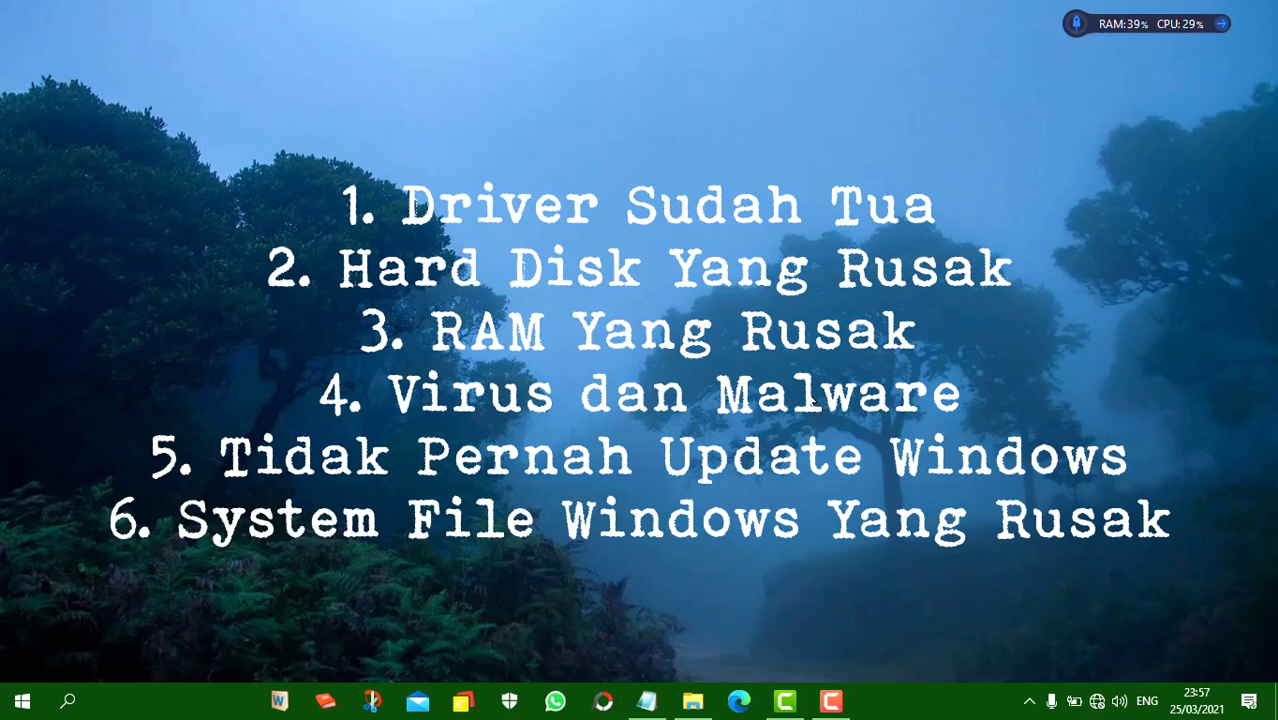 RAM:39% CPU:29%
1. Driver Sudah Tua
2. Hard Disk Yang Rusak
3. RAM Yang Rusak
4. Virus dan Malware
5. Tidak Pernah Update Windows
6. System File Windows Yang Rusak
ENG
23:57
25/03/2021